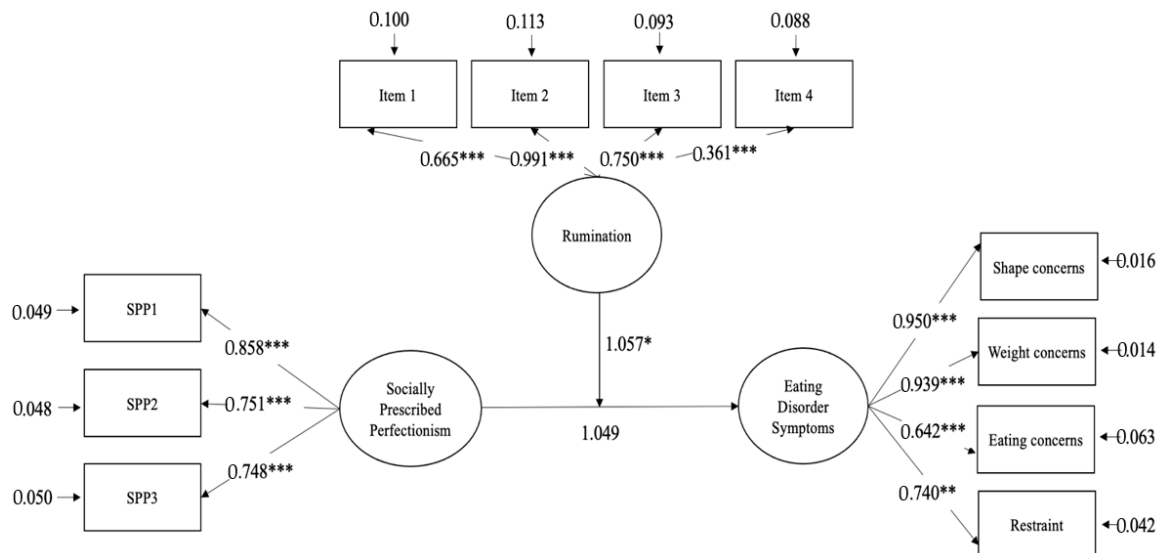 0.100 0.113 0.093 0.088
Item 1 Item 2 Item 3 Item 4
0.665*** 0.991*** 0.750*** 0.361***
Rumination
1.057*
0.049 SPP1
0.858***
0.048 SPP2
0.751***
0.050 SPP3
0.748***
Socially
Prescribed
Perfectionism
1.049
Eating
Disorder
Symptoms
0.950***
Shape concerns 0.016
0.939***
Weight concerns 0.014
0.642***
Eating concerns 0.063
0.740**
Restraint 0.042